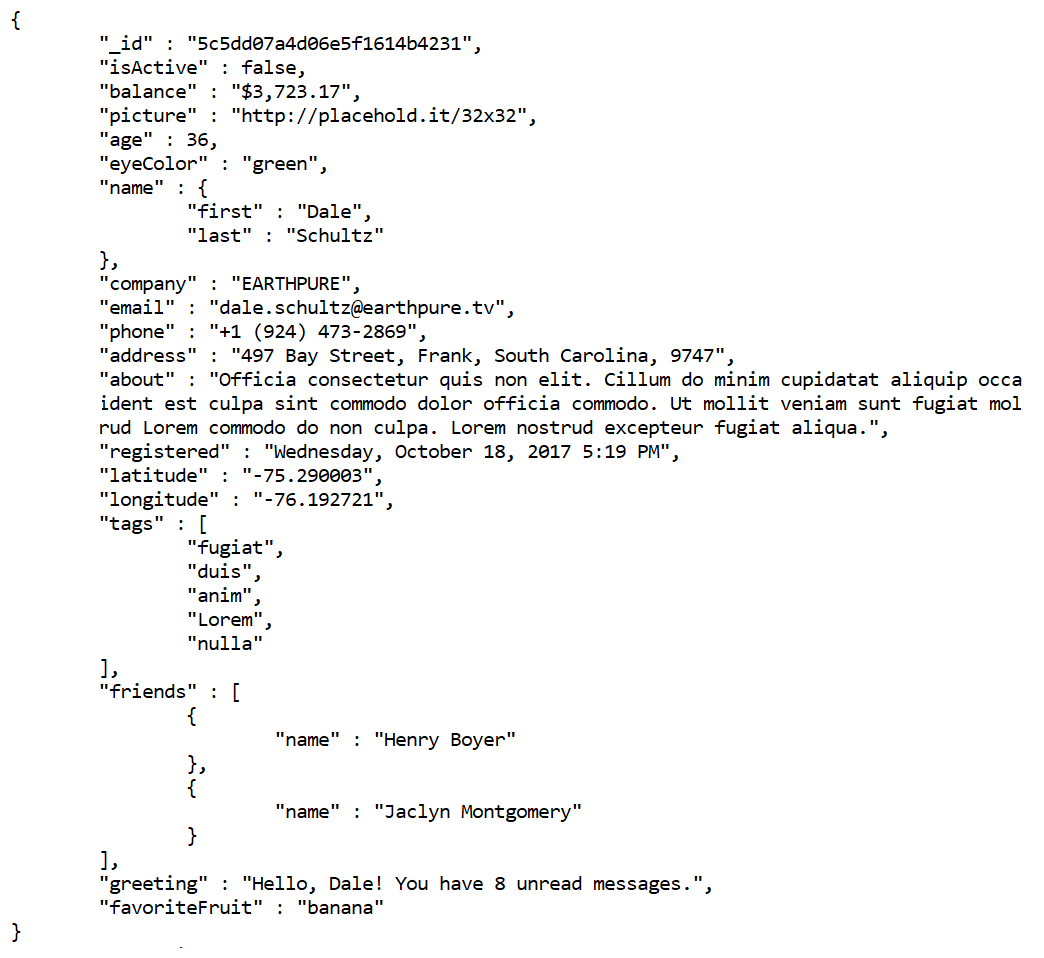 {
"_id" : "5c5dd07a4d06e5f1614b4231",
"isActive" : false,
"balance" : "$3,723.17",
"picture" : "http://placehold.it/32x32",
"age" : 36,
"eyeColor" : "green",
"name" : {
"first" : "Dale",
"last" : "Schultz"
},
"company" : "EARTHPURE",
"email" : "dale.schultz@earthpure.tv",
"phone" : "+1 (924) 473-2869",
"address" : "497 Bay Street, Frank, South Carolina, 9747",
"about" : "Officia consectetur quis non elit. Cillum do minim cupidatat aliquip occa
ident est culpa sint commodo dolor officia commodo. Ut mollit veniam sunt fugiat mol
rud Lorem commodo do non culpa. Lorem nostrud excepteur fugiat aliqua.",
"registered" : "Wednesday, October 18, 2017 5:19 PM",
"latitude" : "-75.290003",
"longitude" : "-76.192721",
"tags" : [
"fugiat",
"duis",
"anim",
"Lorem",
"nulla"
],
"friends" : [
{
"name" : "Henry Boyer"
},
{
"name" : "Jaclyn Montgomery"
}
],
"greeting" : "Hello, Dale! You have 8 unread messages.",
"favoriteFruit" : "banana"
}